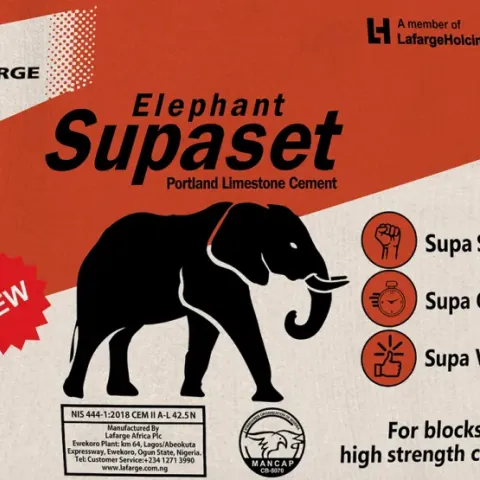 A member of
LafargeHolcim
RGE
Elephant
Supaset
Portland Limestone Cement
Supa
Supa
Supa
NIS 444-1:2018 CEM II A-L 42.5 N
Manufactured By
Lafarge Africa Plc
Ewekoro Plant: km 64, Lagos/Abeokuta
Expressway, Ewekoro, Ogun State, Nigeria.
Tel: Customer Service:+234 1271 3990
www.lafarge.com.ng
MANCAP
CB-8076
For blocks
high strength